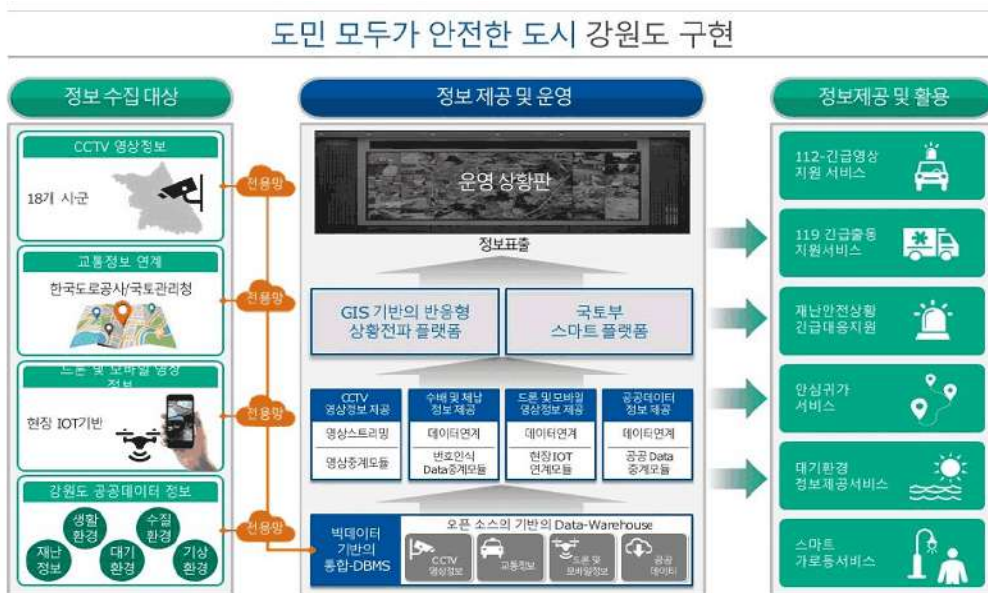 도민 모두가 안전한 도시 강원도 구현
정보 수집 대상
CCTV 영상정보
18개 시·군
교통정보 연계
한국도로공사/국토관리청
드론 및 모바일 영상
정보
현장 IOT기반
강원도 공공데이터 정보
생활
환경
수질
환경
재난
정보
대기
환경
기상
환경
전용망
전용망
전용망
전용망
정보 제공 및 운영
운영 상황판
정보표출
GIS 기반의 반응형
상황전파 플랫폼
국토부
스마트 플랫폼
CCTV
영상정보 제공
영상스트리밍
영상중계모듈
수배 및 체납
정보 제공
데이터연계
번호인식
Data중계모듈
드론 및 모바일
영상정보 제공
데이터연계
현장IOT
연계모듈
공공데이터
정보 제공
데이터연계
공공 Data
중계모듈
빅데이터
기반의
통합-DBMS
오픈 소스의 기반의 Data-Warehouse
CCTV
영상정보
교통정보
드론 및
모바일정보
공공
데이터
정보제공 및 활용
112-긴급영상
지원 서비스
119 긴급출동
지원서비스
재난안전상황
긴급대응지원
안심귀가
서비스
대기환경
정보제공서비스
스마트
가로등서비스